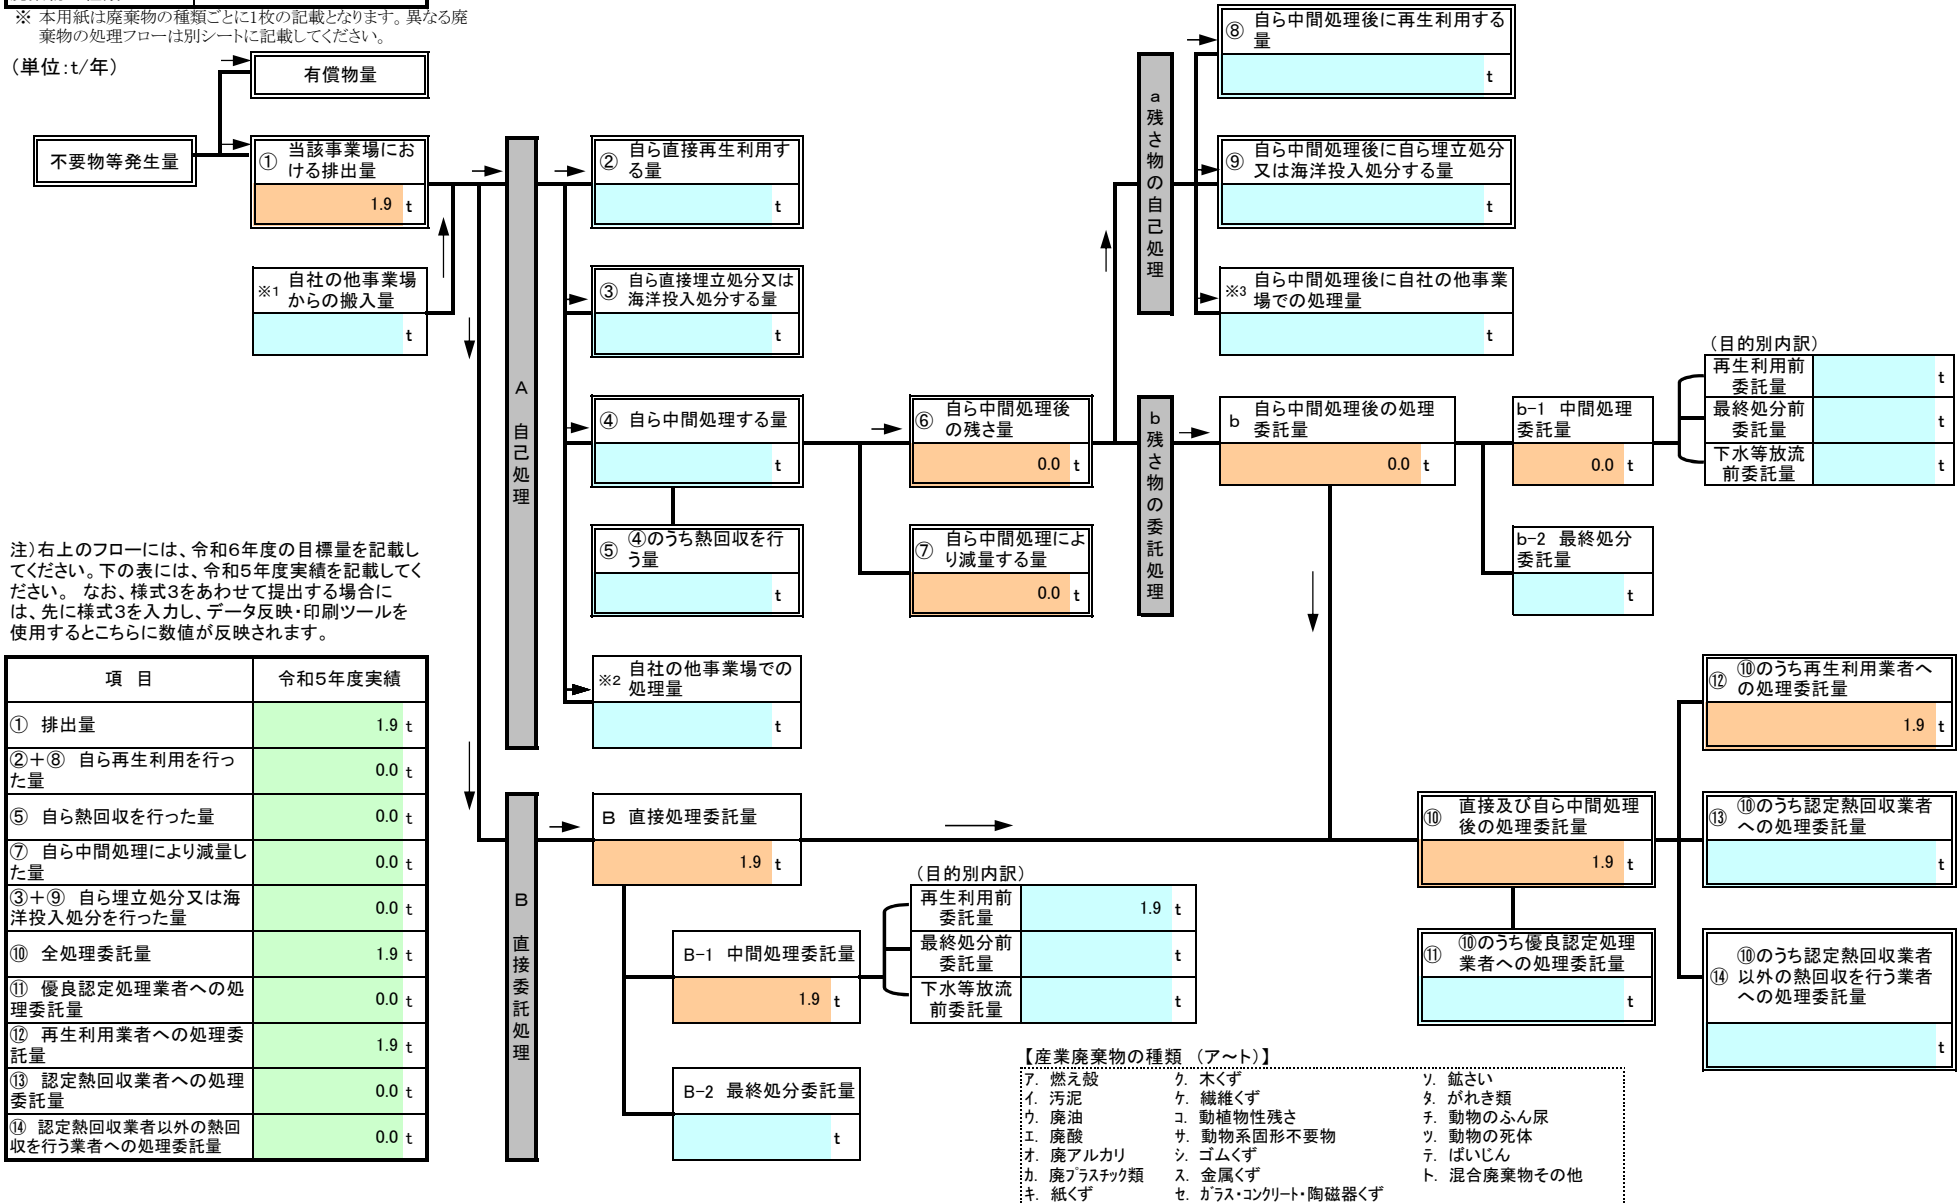 ※ 本用紙は廃棄物の種類ごとに1枚の記載となります。異なる廃
棄物の処理フローは別シートに記載してください。
(単位:t/年)
有償物量
不要物等発生量
① 当該事業場にお
ける排出量
1.9 t
※1 自社の他事業場
からの搬入量
t
A 自己処理
② 自ら直接再生利用す
る量
t
③ 自ら直接埋立処分又は
海洋投入処分する量
t
④ 自ら中間処理する量
t
⑤ ④のうち熱回収を行
う量
t
※2 自社の他事業場での
処理量
t
⑥ 自ら中間処理後
の残さ量
0.0 t
⑦ 自ら中間処理によ
り減量する量
0.0 t
a残さ物の自己処理
⑧ 自ら中間処理後に再生利用する
量
t
⑨ 自ら中間処理後に自ら埋立処分
又は海洋投入処分する量
t
※3 自ら中間処理後に自社の他事業
場での処理量
t
b残さ物の委託処理
b 自ら中間処理後の処理
委託量
0.0 t
b-1 中間処理
委託量
0.0 t
(目的別内訳)
再生利用前
委託量
t
最終処分前
委託量
t
下水等放流
前委託量
t
b-2 最終処分
委託量
t
注)右上のフローには、令和6年度の目標量を記載し
てください。下の表には、令和5年度実績を記載してく
ださい。 なお、様式3をあわせて提出する場合に
は、先に様式3を入力し、データ反映・印刷ツールを
使用するとこちらに数値が反映されます。
項 目 令和5年度実績
① 排出量 1.9 t
②+⑧ 自ら再生利用を行っ
た量 0.0 t
⑤ 自ら熱回収を行った量 0.0 t
⑦ 自ら中間処理により減量し
た量 0.0 t
③+⑨ 自ら埋立処分又は海
洋投入処分を行った量 0.0 t
⑩ 全処理委託量 1.9 t
⑪ 優良認定処理業者への処
理委託量 0.0 t
⑫ 再生利用業者への処理委
託量 1.9 t
⑬ 認定熱回収業者への処理
委託量 0.0 t
⑭ 認定熱回収業者以外の熱回
収を行う業者への処理委託量 0.0 t
B 直接委託処理
B 直接処理委託量
1.9 t
B-1 中間処理委託量
1.9 t
(目的別内訳)
再生利用前
委託量
1.9 t
最終処分前
委託量
t
下水等放流
前委託量
t
B-2 最終処分委託量
t
⑩ 直接及び自ら中間処理
後の処理委託量
1.9 t
⑪ ⑩のうち優良認定処理
業者への処理委託量
t
⑫ ⑩のうち再生利用業者へ
の処理委託量
1.9 t
⑬ ⑩のうち認定熱回収業者
への処理委託量
t
⑭ ⑩のうち認定熱回収業者
以外の熱回収を行う業者
への処理委託量
t
【産業廃棄物の種類 (ア~ト)】
ア. 燃え殻 ク. 木くず ソ. 鉱さい
イ. 汚泥 ケ. 繊維くず タ. がれき類
ウ. 廃油 コ. 動植物性残さ チ. 動物のふん尿
エ. 廃酸 サ. 動物系固形不要物 ツ. 動物の死体
オ. 廃アルカリ シ. ゴムくず テ. ばいじん
カ. 廃プラスチック類 ス. 金属くず ト. 混合廃棄物その他
キ. 紙くず セ. ガラス・コンクリート・陶磁器くず